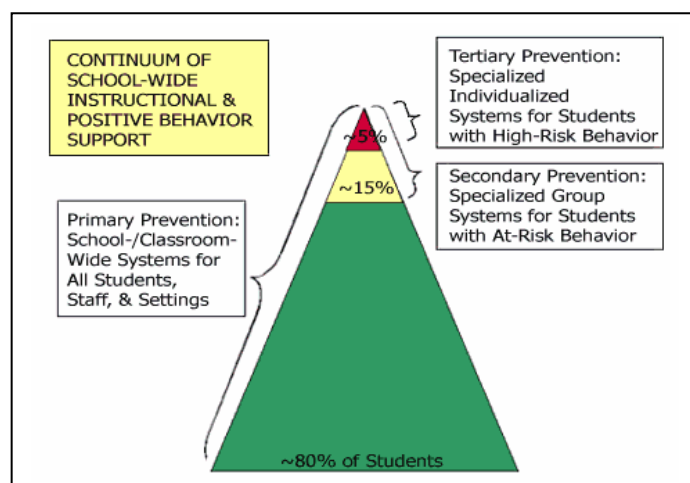 CONTINUUM OF
SCHOOL-WIDE
INSTRUCTIONAL &
POSITIVE BEHAVIOR
SUPPORT
Tertiary Prevention:
Specialized
Individualized
Systems for Students
with High-Risk Behavior
~5%
~15%
Secondary Prevention:
Specialized Group
Systems for Students
with At-Risk Behavior
Primary Prevention:
School-/Classroom-
Wide Systems for
All Students,
Staff, & Settings
~80% of Students